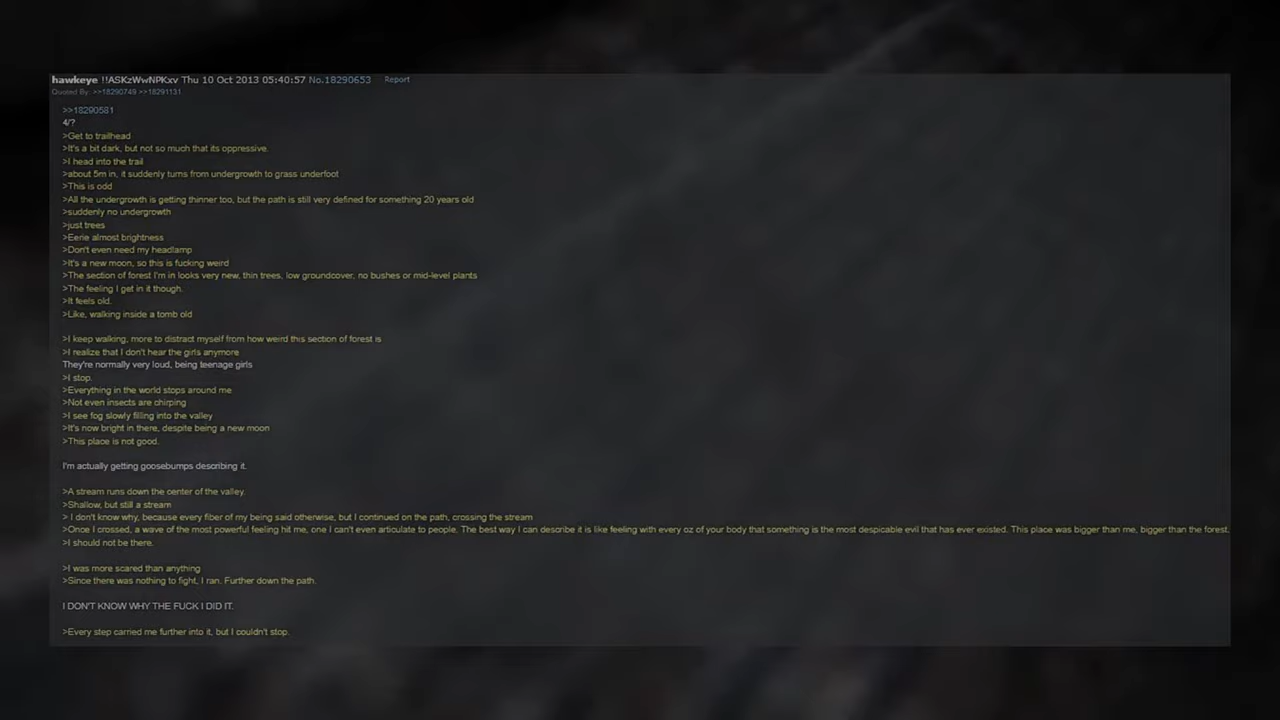 hawkeye !!ASKzWwNPKxv Thu 10 Oct 2013 05:40:57 No.18290653 Report
Quoted By: >>18290749 >>18291131
>>18290581
4/?
>Get to trailhead
>It's a bit dark, but not so much that its oppressive.
>I head into the trail
>about 5m in, it suddenly turns from undergrowth to grass underfoot
>This is odd
>All the undergrowth is getting thinner too, but the path is still very defined for something 20 years old
>suddenly no undergrowth
>just trees
>Eerie almost brightness
>Don't even need my headlamp
>It's a new moon, so this is fucking weird
>The section of forest I'm in looks very new, thin trees, low groundcover, no bushes or mid-level plants
>The feeling I get in it though.
>It feels old.
>Like, walking inside a tomb old
>I keep walking, more to distract myself from how weird this section of forest is
>I realize that I don't hear the girls anymore
They're normally very loud, being teenage girls
>I stop.
>Everything in the world stops around me
>Not even insects are chirping
>I see fog slowly filling into the valley
>It's now bright in there, despite being a new moon
>This place is not good.
I'm actually getting goosebumps describing it.
>A stream runs down the center of the valley.
>Shallow, but still a stream
> I don't know why, because every fiber of my being said otherwise, but I continued on the path, crossing the stream
>Once I crossed, a wave of the most powerful feeling hit me, one I can't even articulate to people, The best way I can describe it is like feeling with every oz of your body that something is the most despicable evil that has ever existed. This place was bigger than me, bigger than the forest.
>I should not be there.
>I was more scared than anything
>Since there was nothing to fight, I ran. Further down the path.
I DON'T KNOW WHY THE FUCK I DID IT.
>Every step carried me further into it, but I couldn't stop.